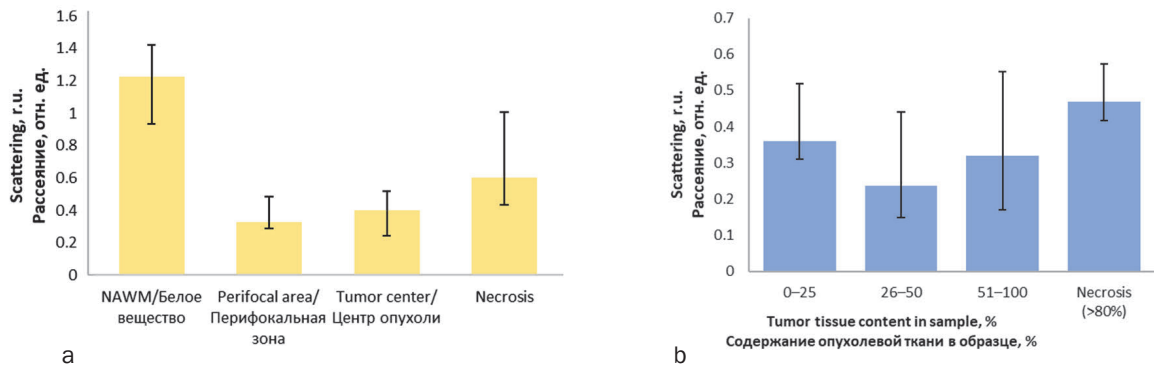 Scattering, r.u.
Рассеяние, отн. ед.
1.6
1.4
1.2
1
0.8
0.6
0.4
0.2
0
NAWM/Белое
вещество
Perifocal area/
Перифокальная
зона
Tumor center/
Центр опухоли
Necrosis
a
Scattering, r.u.
Рассеяние, отн. ед.
0.7
0.6
0.5
0.4
0.3
0.2
0.1
0
0–25
26–50
51–100
Necrosis
(>80%)
Tumor tissue content in sample, %
Содержание опухолевой ткани в образце, %
b